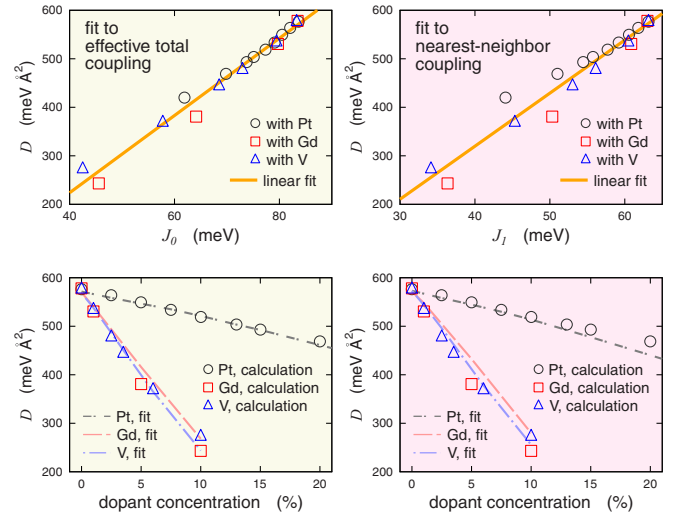 600
500
400
300
200
D (meV Å²)
fit to
effective total
coupling
with Pt
with Gd
with V
linear fit
40 60 80
J₀ (meV)
600
500
400
300
200
D (meV Å²)
fit to
nearest-neighbor
coupling
with Pt
with Gd
with V
linear fit
30 40 50 60
J₁ (meV)
600
500
400
300
200
D (meV Å²)
Pt, calculation
Gd, calculation
V, calculation
Pt, fit
Gd, fit
V, fit
0 5 10 15 20
dopant concentration (%)
600
500
400
300
200
D (meV Å²)
Pt, calculation
Gd, calculation
V, calculation
Pt, fit
Gd, fit
V, fit
0 5 10 15 20
dopant concentration (%)